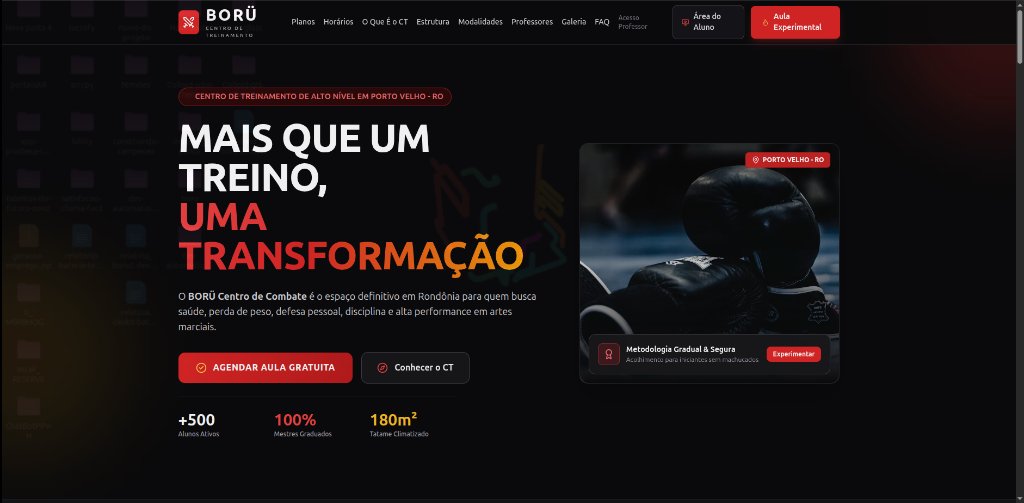 BORÜ
CENTRO DE
TREINAMENTO
Planos
Horários
O Que É o CT
Estrutura
Modalidades
Professores
Galeria
FAQ
Acesso
Professor
Área do
Aluno
Aula
Experimental
CENTRO DE TREINAMENTO DE ALTO NÍVEL EM PORTO VELHO - RO
MAIS QUE UM
TREINO,
UMA
TRANSFORMAÇÃO
O BORÜ Centro de Combate é o espaço definitivo em Rondônia para quem busca
saúde, perda de peso, defesa pessoal, disciplina e alta performance em artes
marciais.
AGENDAR AULA GRATUITA
Conhecer o CT
+500
Alunos Ativos
100%
Mestres Graduados
180m²
Tatame Climatizado
PORTO VELHO - RO
Metodologia Gradual & Segura
Acolhimento para iniciantes sem machucados
Experimentar